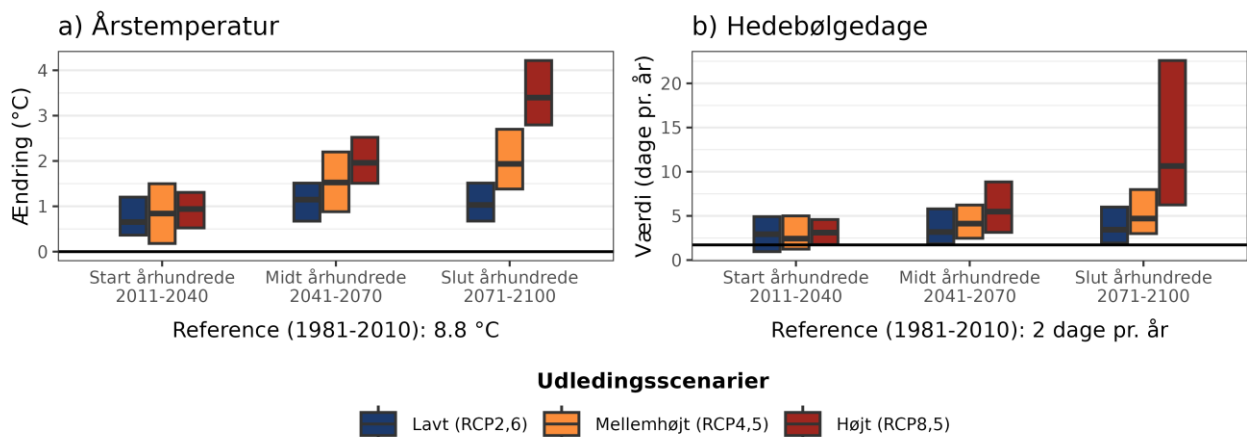 a) Årstemperatur
Ændring (°C)
4
3
2
1
0
Start århundrede
2011-2040
Midt århundrede
2041-2070
Slut århundrede
2071-2100
Reference (1981-2010): 8.8 °C
b) Hedebølgedage
Værdi (dage pr. år)
20
15
10
5
0
Start århundrede
2011-2040
Midt århundrede
2041-2070
Slut århundrede
2071-2100
Reference (1981-2010): 2 dage pr. år
Udledingsscenarier
Lavt (RCP2,6)
Mellemhøjt (RCP4,5)
Højt (RCP8,5)